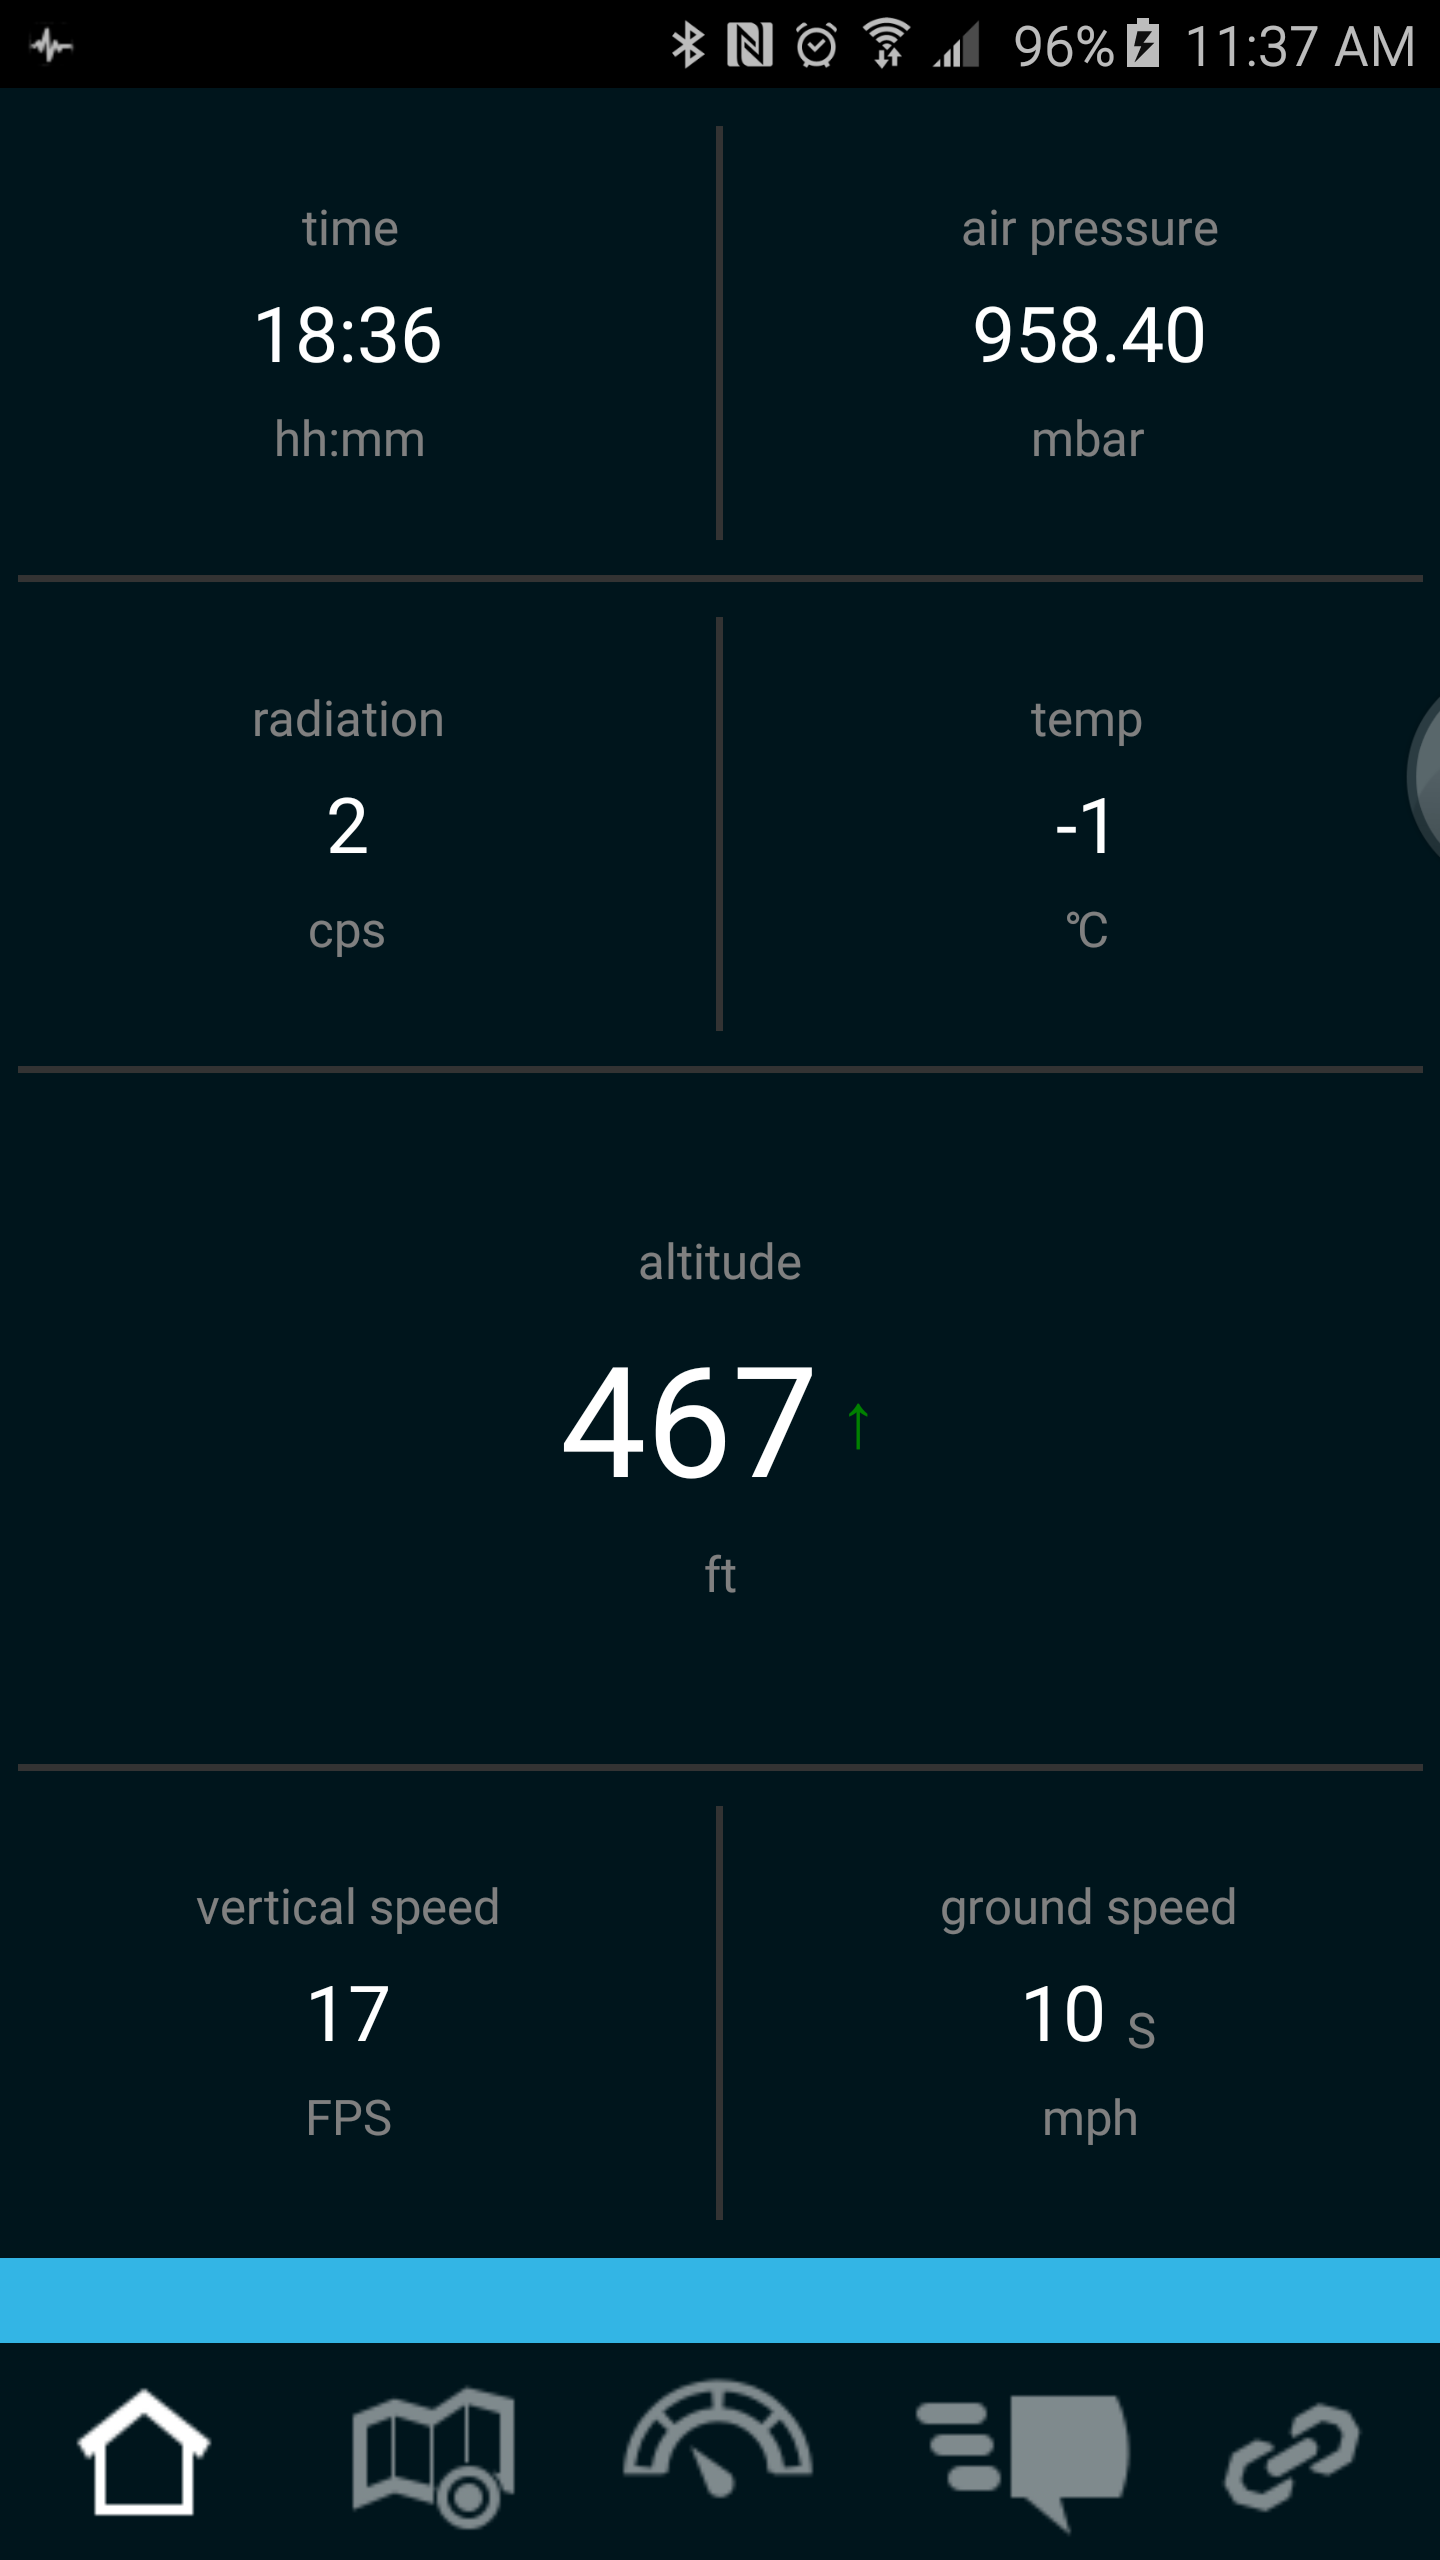 96% 11:37 AM
time
18:36
hh:mm
air pressure
958.40
mbar
radiation
2
cps
temp
-1
℃
altitude
467 ↑
ft
vertical speed
17
FPS
ground speed
10 S
mph